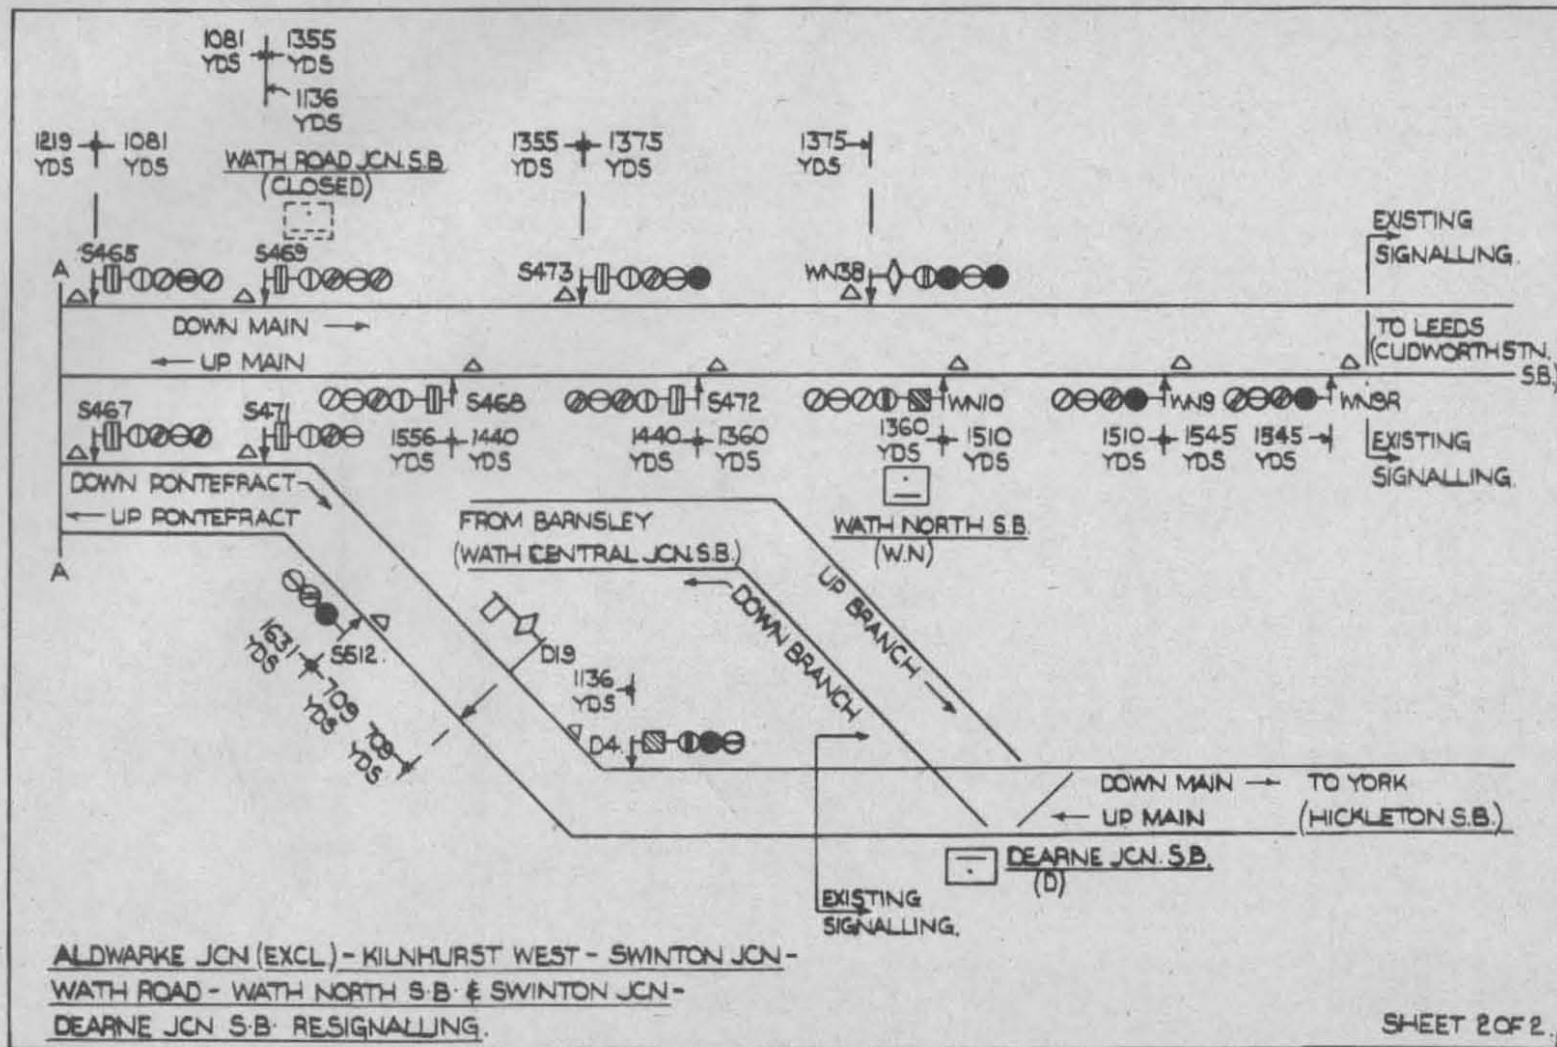 1081
YDS
1355
YDS
1136
YDS
1219
YDS
1081
YDS
WATH ROAD JCN. S.B.
(CLOSED)
1355
YDS
1375
YDS
1375
YDS
EXISTING
SIGNALLING.
S465
S469
S473
WN38
A
DOWN MAIN →
← UP MAIN
TO LEEDS
(CUDWORTH STN.
S.B.)
S467
S471
S468
S472
WN10
WN9
WN9R
1556
YDS
1440
YDS
1440
YDS
1360
YDS
1360
YDS
1510
YDS
1510
YDS
1545
YDS
1545
YDS
EXISTING
SIGNALLING.
DOWN PONTEFRACT
← UP PONTEFRACT
A
FROM BARNSLEY
(WATH CENTRAL JCN. S.B.)
WATH NORTH S.B.
(W.N)
UP BRANCH →
← DOWN BRANCH
S512.
1631
YDS
709
YDS
709
YDS
D19
1136
YDS
D4.
DOWN MAIN → TO YORK
← UP MAIN (HICKLETON S.B.)
DEARNE JCN. S.B.
(D)
EXISTING
SIGNALLING.
ALDWARKE JCN (EXCL) - KILNHURST WEST - SWINTON JCN -
WATH ROAD - WATH NORTH S.B. & SWINTON JCN -
DEARNE JCN S.B. RESIGNALLING.
SHEET 2 OF 2.